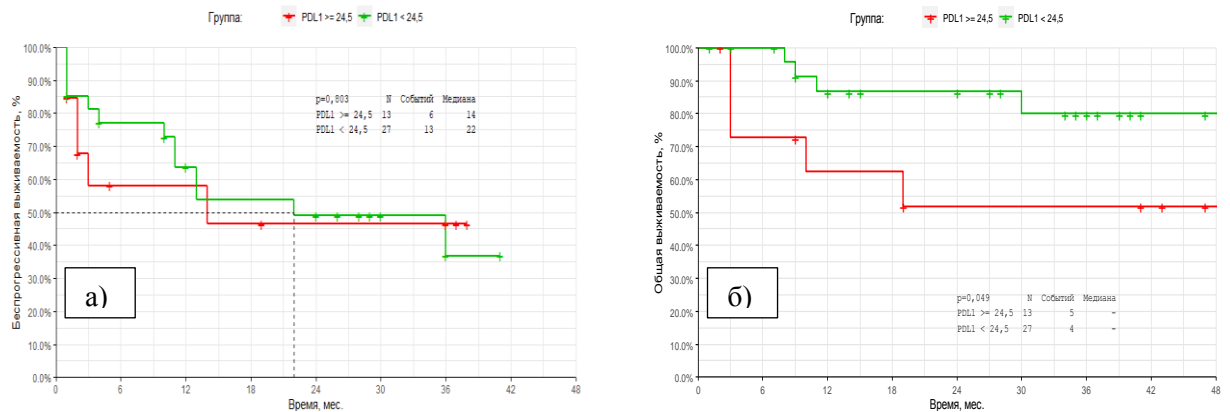 Группа: PDL1 >= 24,5 PDL1 < 24,5
Беспрогрессивная выживаемость, %
100.0%
90.0%
80.0%
70.0%
60.0%
50.0%
40.0%
30.0%
20.0%
10.0%
0.0%
p=0,803 N Событий Медиана
PDL1 >= 24,5 13 6 14
PDL1 < 24,5 27 13 22
а)
0 6 12 18 24 30 36 42 48
Время, мес.
Группа: PDL1 >= 24,5 PDL1 < 24,5
Общая выживаемость, %
100.0%
90.0%
80.0%
70.0%
60.0%
50.0%
40.0%
30.0%
20.0%
10.0%
0.0%
б)
p=0,049 N Событий Медиана
PDL1 >= 24,5 13 5 –
PDL1 < 24,5 27 4 –
0 6 12 18 24 30 36 42 48
Время, мес.